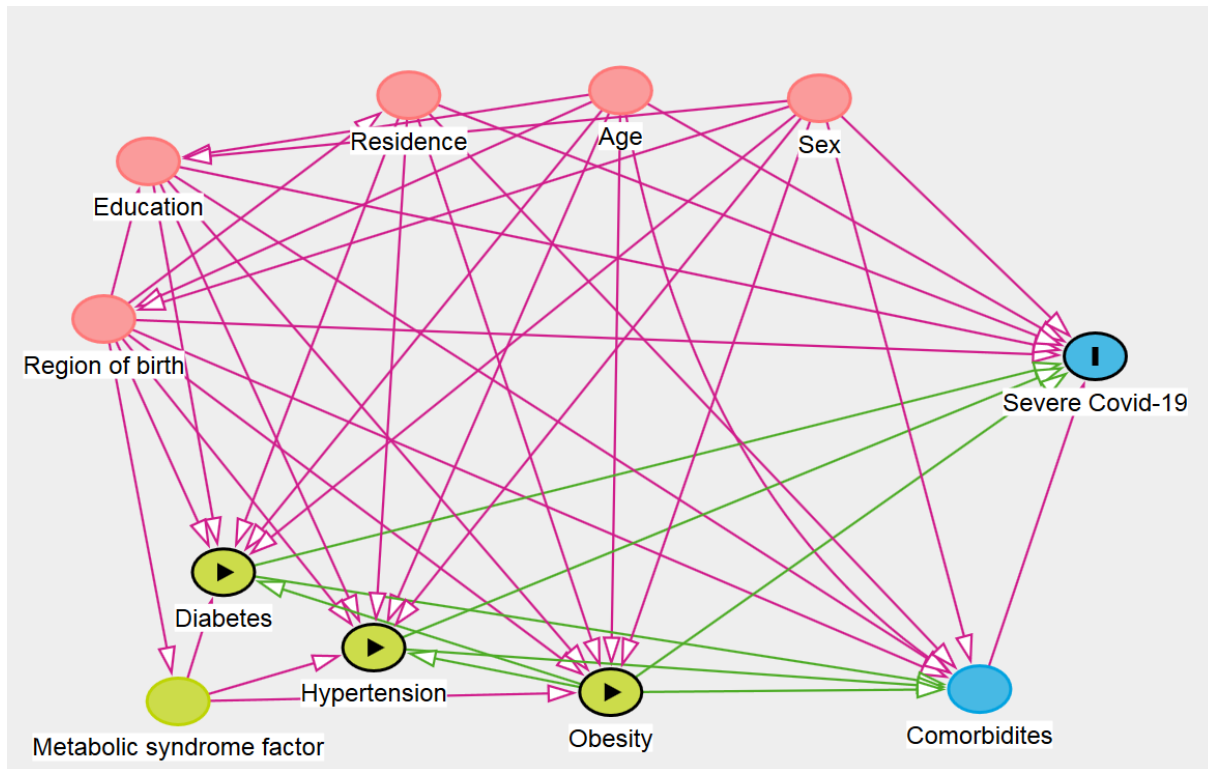 Residence
Age
Sex
Education
Region of birth
Severe Covid-19
Diabetes
Hypertension
Metabolic syndrome factor
Obesity
Comorbidites